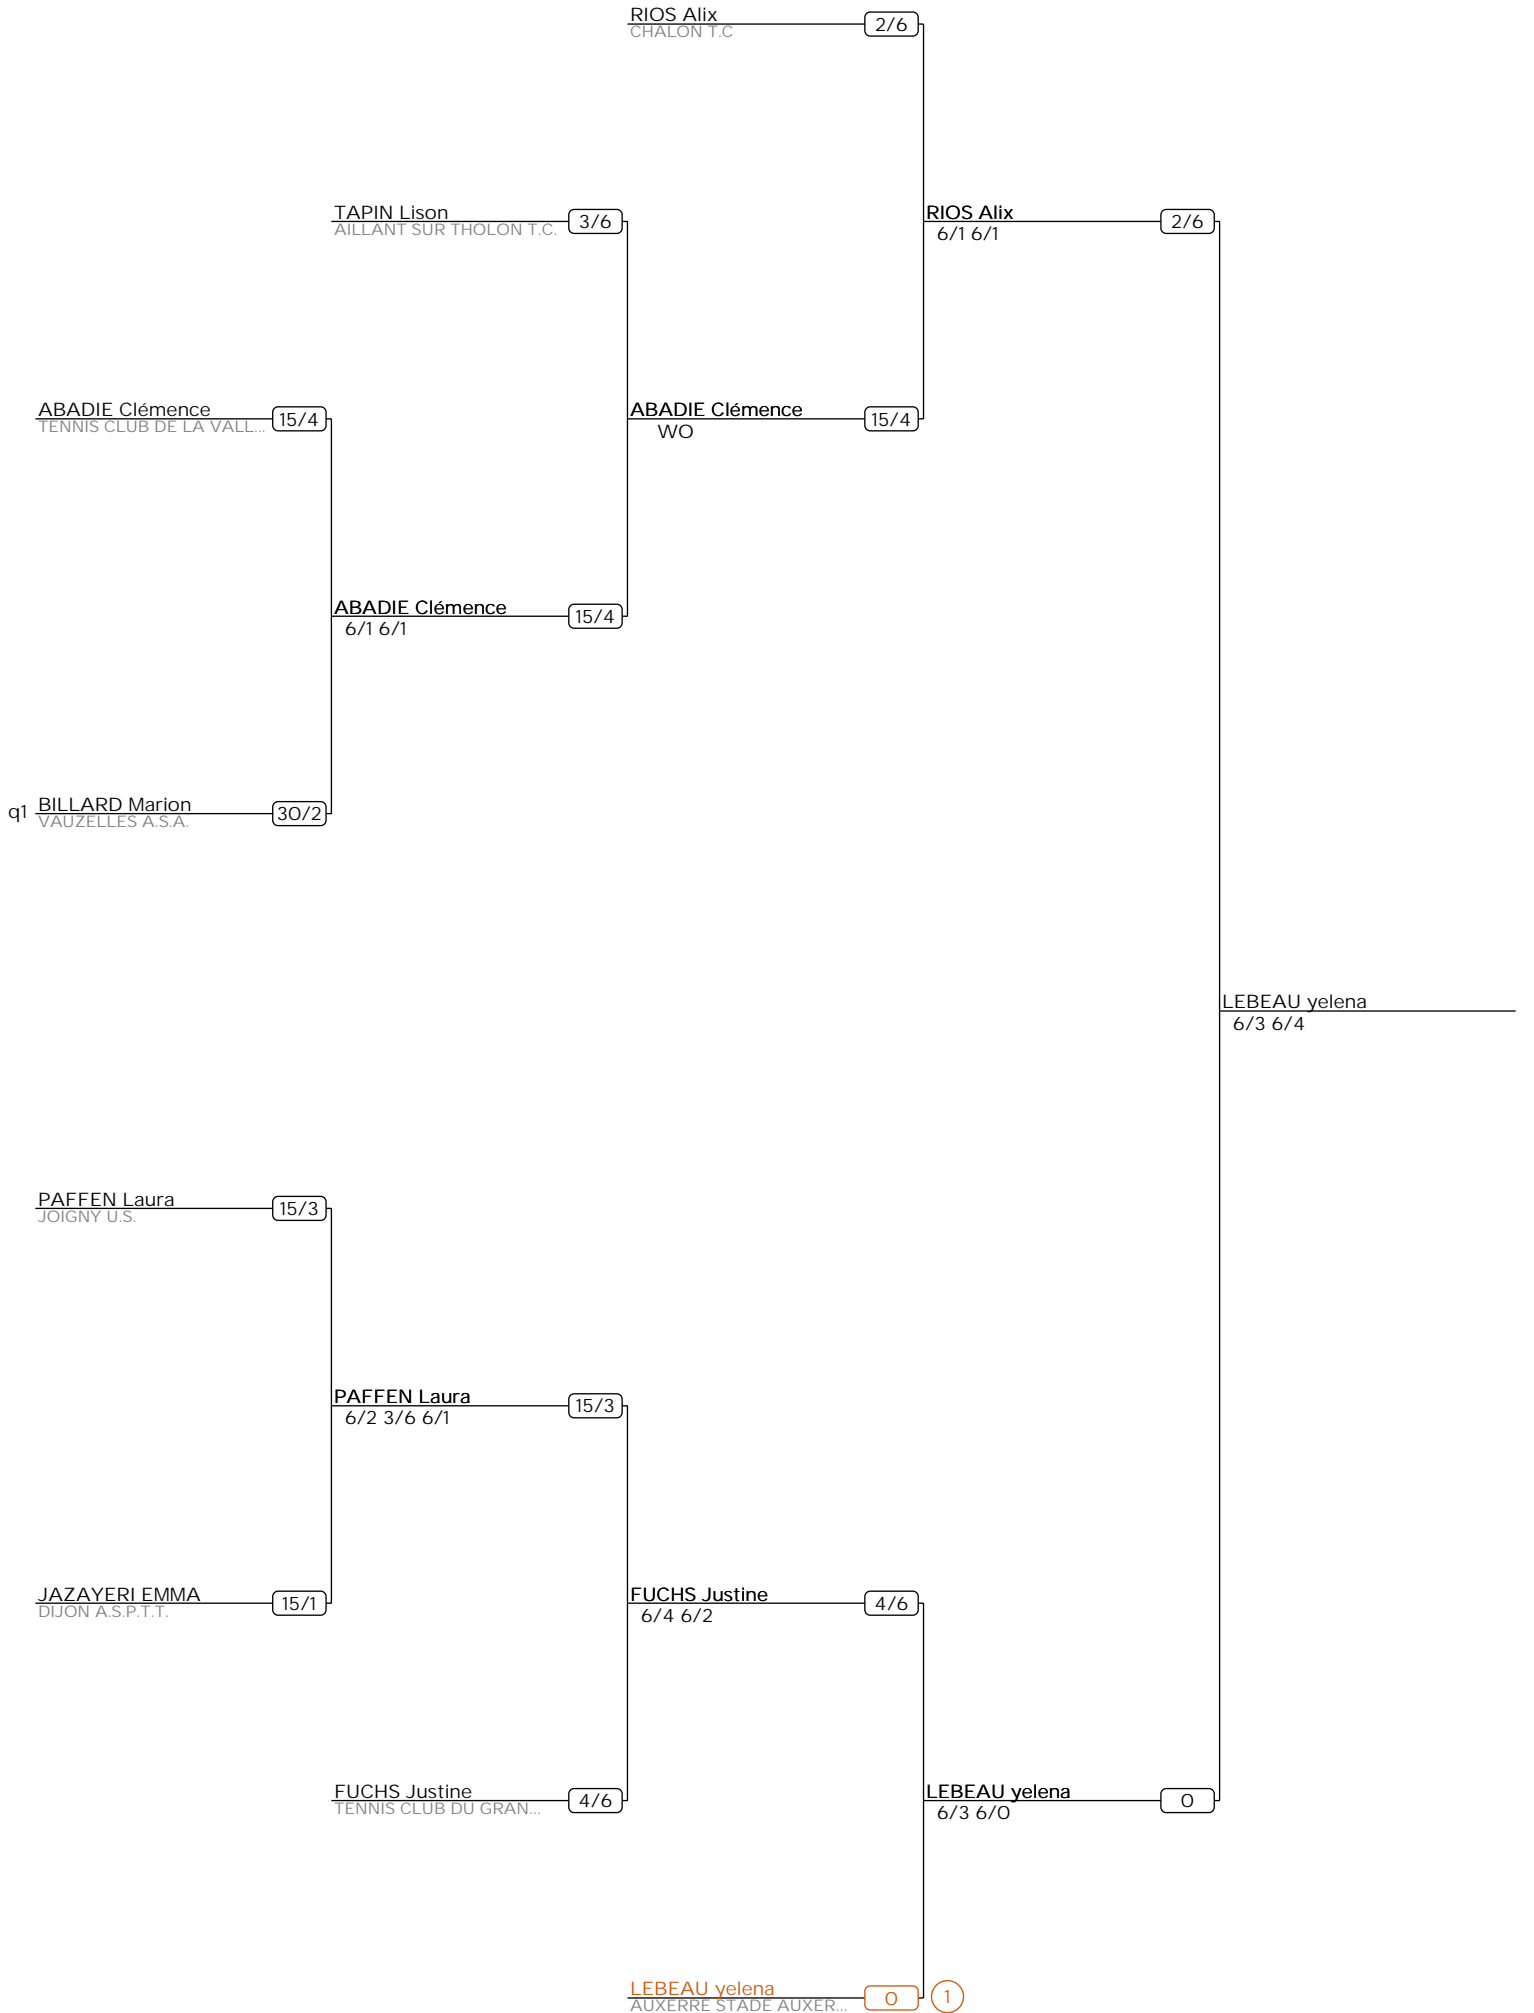 RIOS Alix
2/6
CHALON T.C
TAPIN Lison
3/6
AILLANT SUR THOLON T.C.
RIOS Alix
2/6
6/1 6/1
ABADIE Clémence
15/4
TENNIS CLUB DE LA VALL...
ABADIE Clémence
15/4
WO
ABADIE Clémence
15/4
6/1 6/1
q1 BILLARD Marion
30/2
VAUZELLES A.S.A.
LEBEAU yelena
6/3 6/4
PAFFEN Laura
15/3
JOIGNY U.S.
PAFFEN Laura
15/3
6/2 3/6 6/1
JAZAYERI EMMA
15/1
DIJON A.S.P.T.T.
FUCHS Justine
4/6
6/4 6/2
FUCHS Justine
4/6
TENNIS CLUB DU GRAN...
LEBEAU yelena
0
6/3 6/0
LEBEAU yelena
0
1
AUXERRE STADE AUXER...